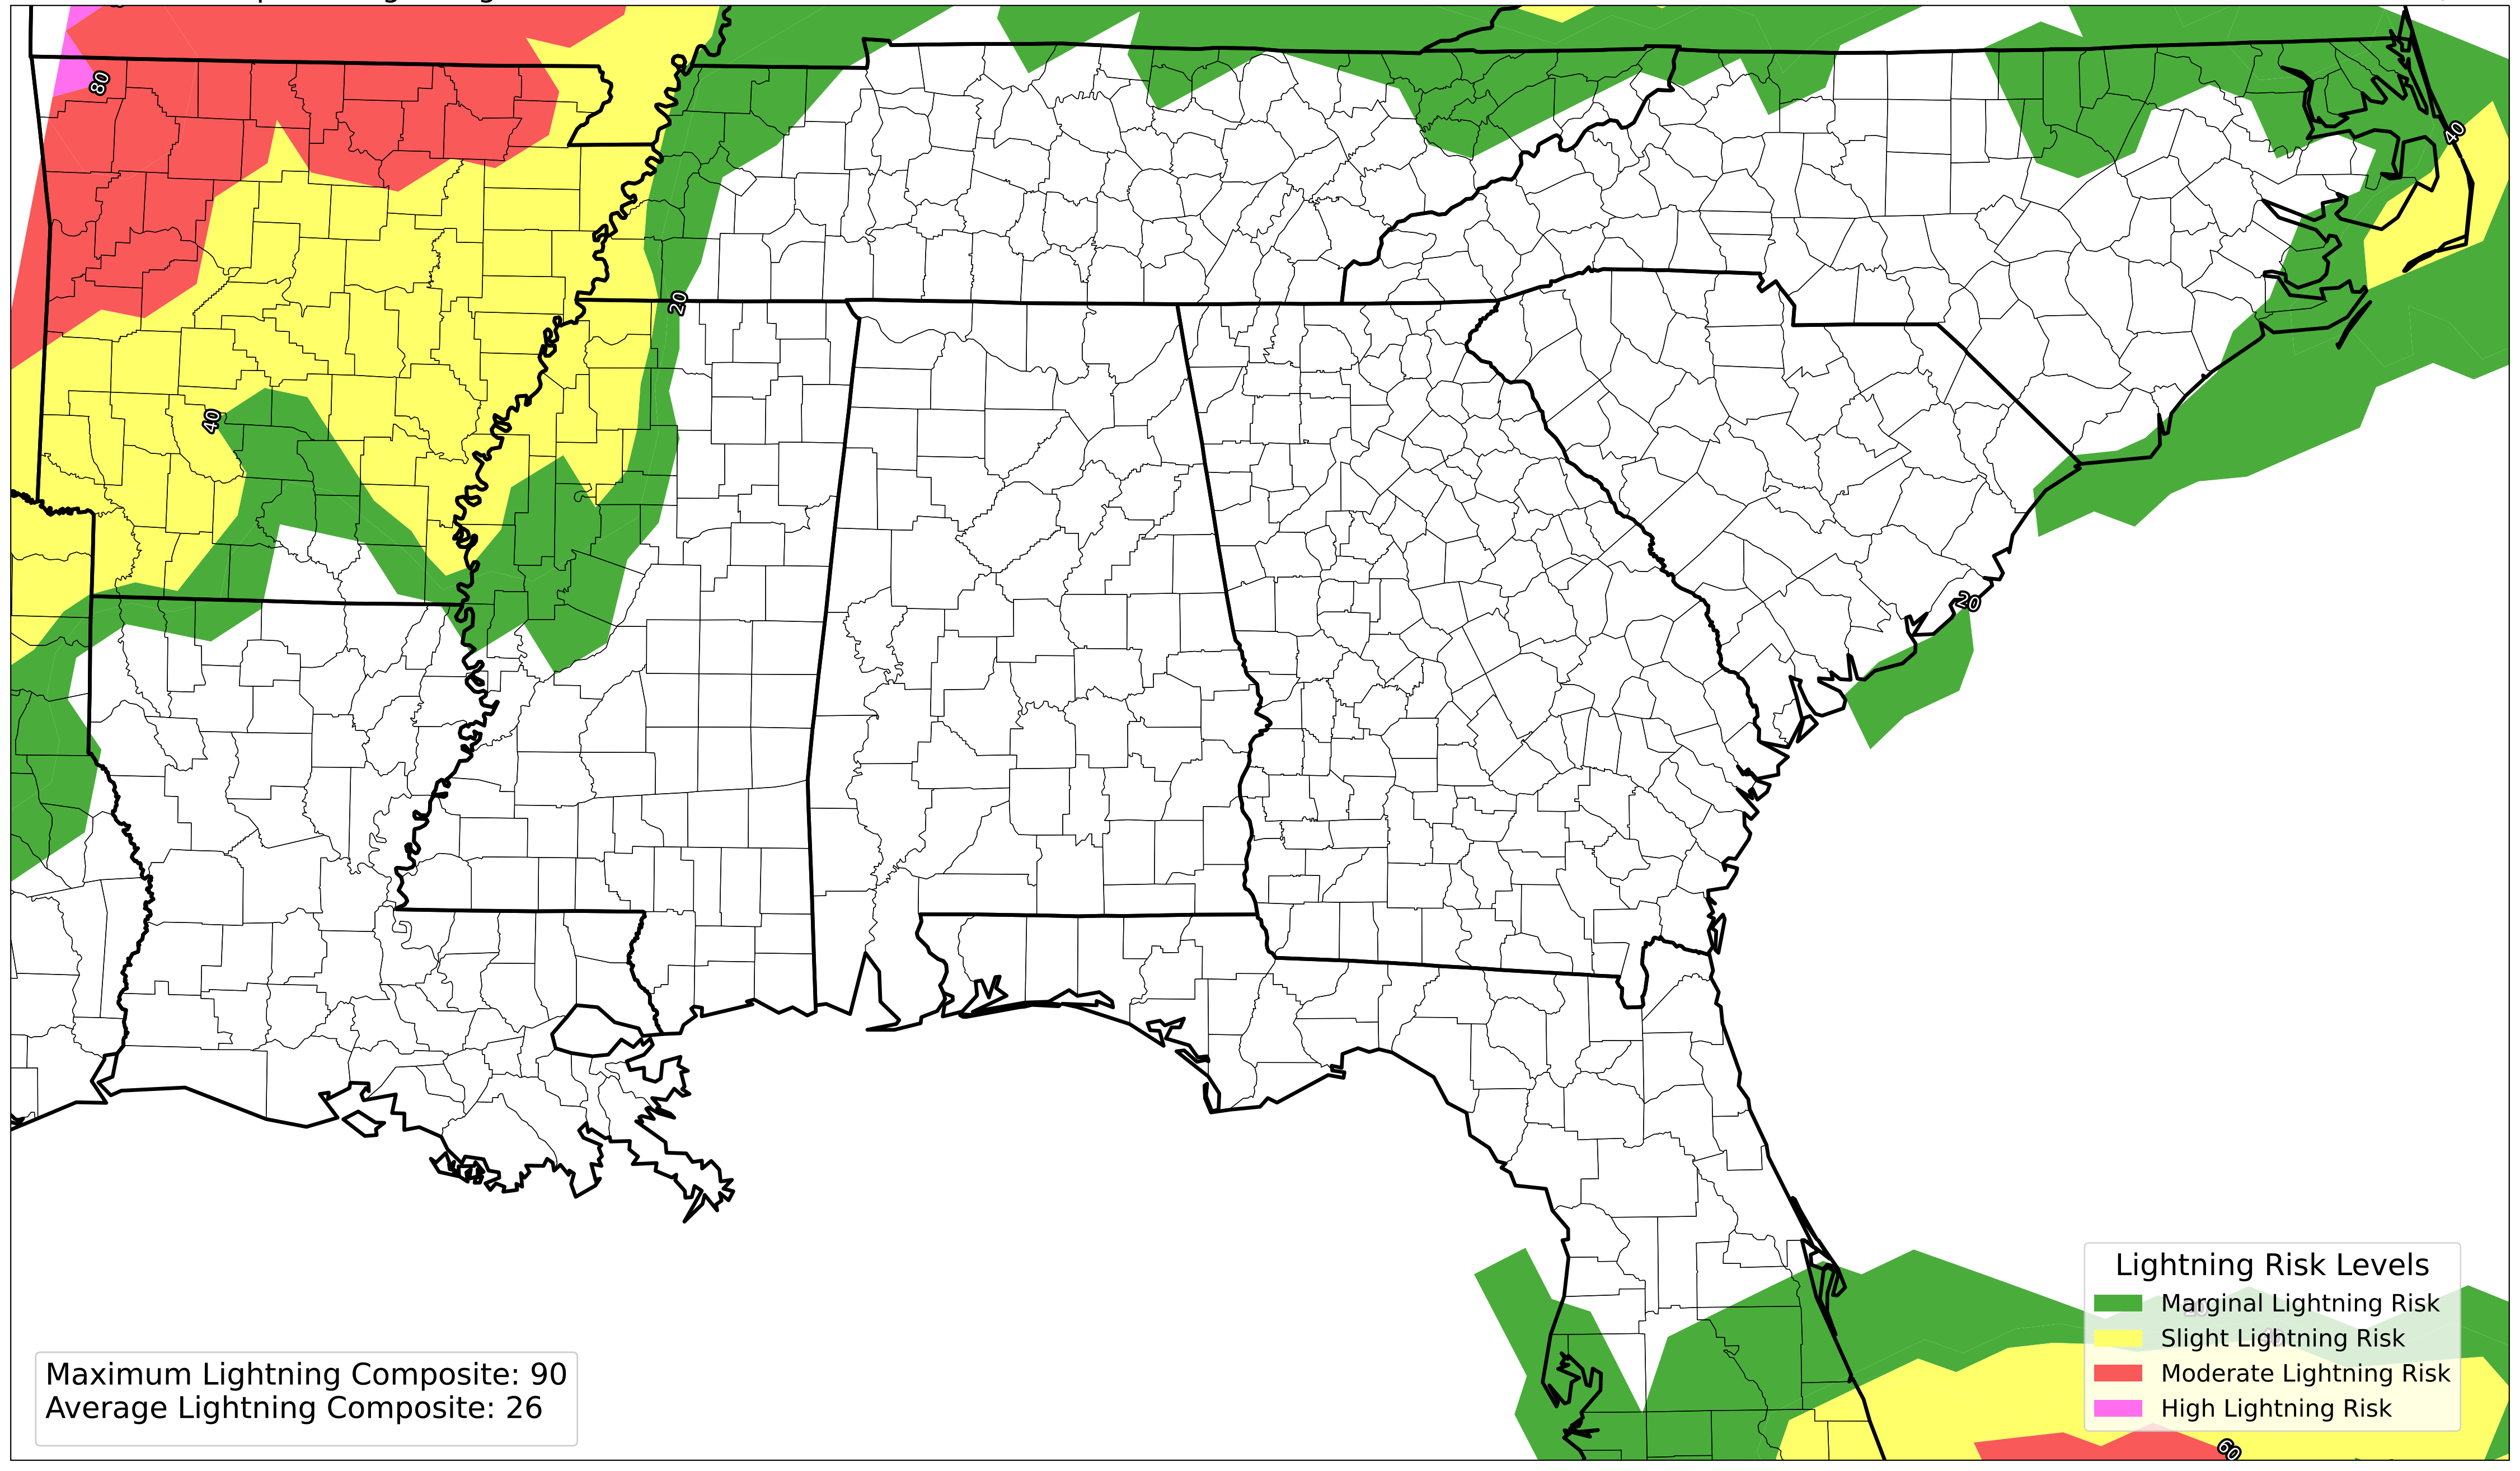 80
40
20
40
20
Lightning Risk Levels
Marginal Lightning Risk
Slight Lightning Risk
Moderate Lightning Risk
High Lightning Risk
Maximum Lightning Composite: 90
Average Lightning Composite: 26
60